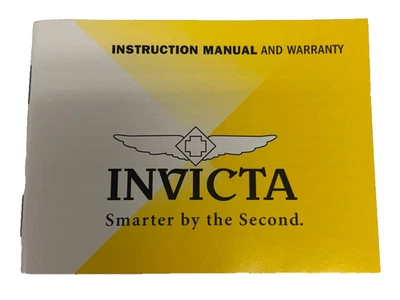 INSTRUCTION MANUAL AND WARRANTY
INVICTA
Smarter by the Second.